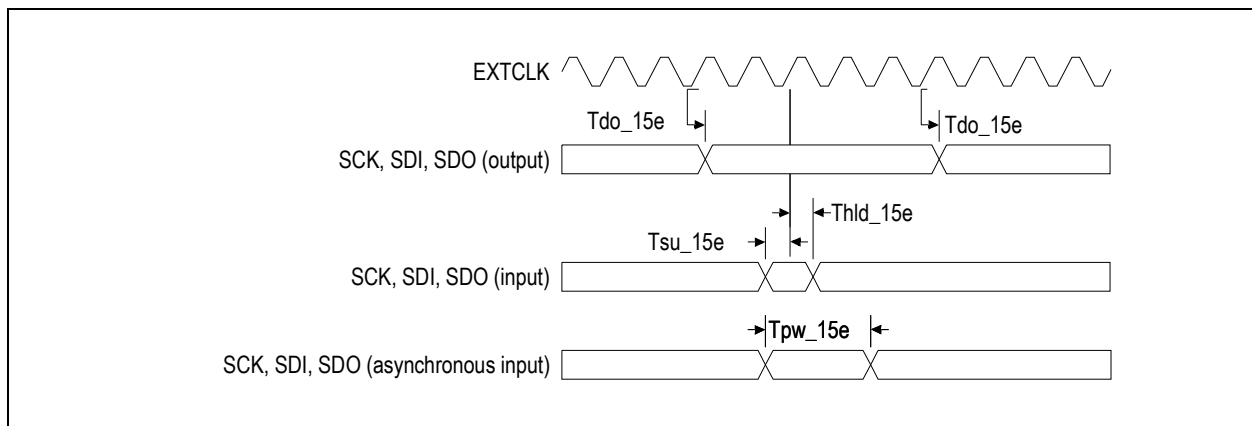 EXTCLK
Tdo_15e
Tdo_15e
SCK, SDI, SDO (output)
Thld_15e
Tsu_15e
SCK, SDI, SDO (input)
Tpw_15e
SCK, SDI, SDO (asynchronous input)